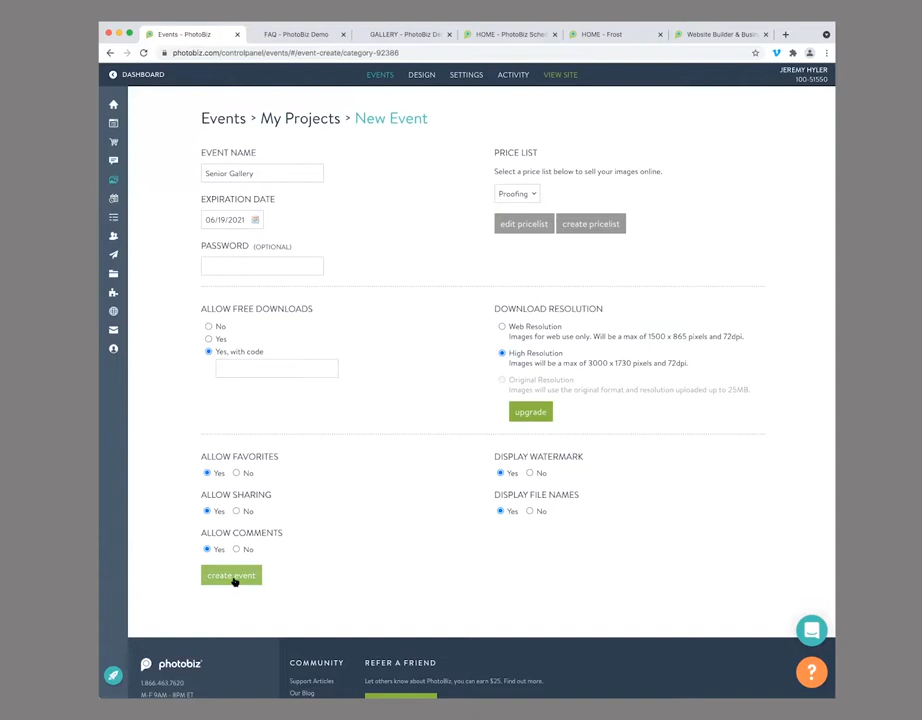 Events - PhotoBiz
FAQ - PhotoBiz Demo
GALLERY - PhotoBiz De
HOME - PhotoBiz Sche
HOME - Frost
Website Builder & Busin
photobiz.com/controlpanel/events/#/event-create/category-92386
DASHBOARD
EVENTS
DESIGN
SETTINGS
ACTIVITY
VIEW SITE
JEREMY HYLER
100-51550
Events > My Projects > New Event
EVENT NAME
Senior Gallery
EXPIRATION DATE
06/19/2021
PASSWORD (OPTIONAL)
PRICE LIST
Select a price list below to sell your images online.
Proofing
edit pricelist
create pricelist
ALLOW FREE DOWNLOADS
No
Yes
Yes, with code
DOWNLOAD RESOLUTION
Web Resolution
Images for web use only. Will be a max of 1500 x 865 pixels and 72dpi.
High Resolution
Images will be a max of 3000 x 1730 pixels and 72dpi.
Original Resolution
Images will use the original format and resolution uploaded up to 25MB.
upgrade
ALLOW FAVORITES
Yes No
ALLOW SHARING
Yes No
ALLOW COMMENTS
Yes No
DISPLAY WATERMARK
Yes No
DISPLAY FILE NAMES
Yes No
create event
?
photobiz
1.866.463.7620
M-F 9AM - 8PM ET
COMMUNITY
Support Articles
Our Blog
REFER A FRIEND
Let others know about PhotoBiz, you can earn $25. Find out more.